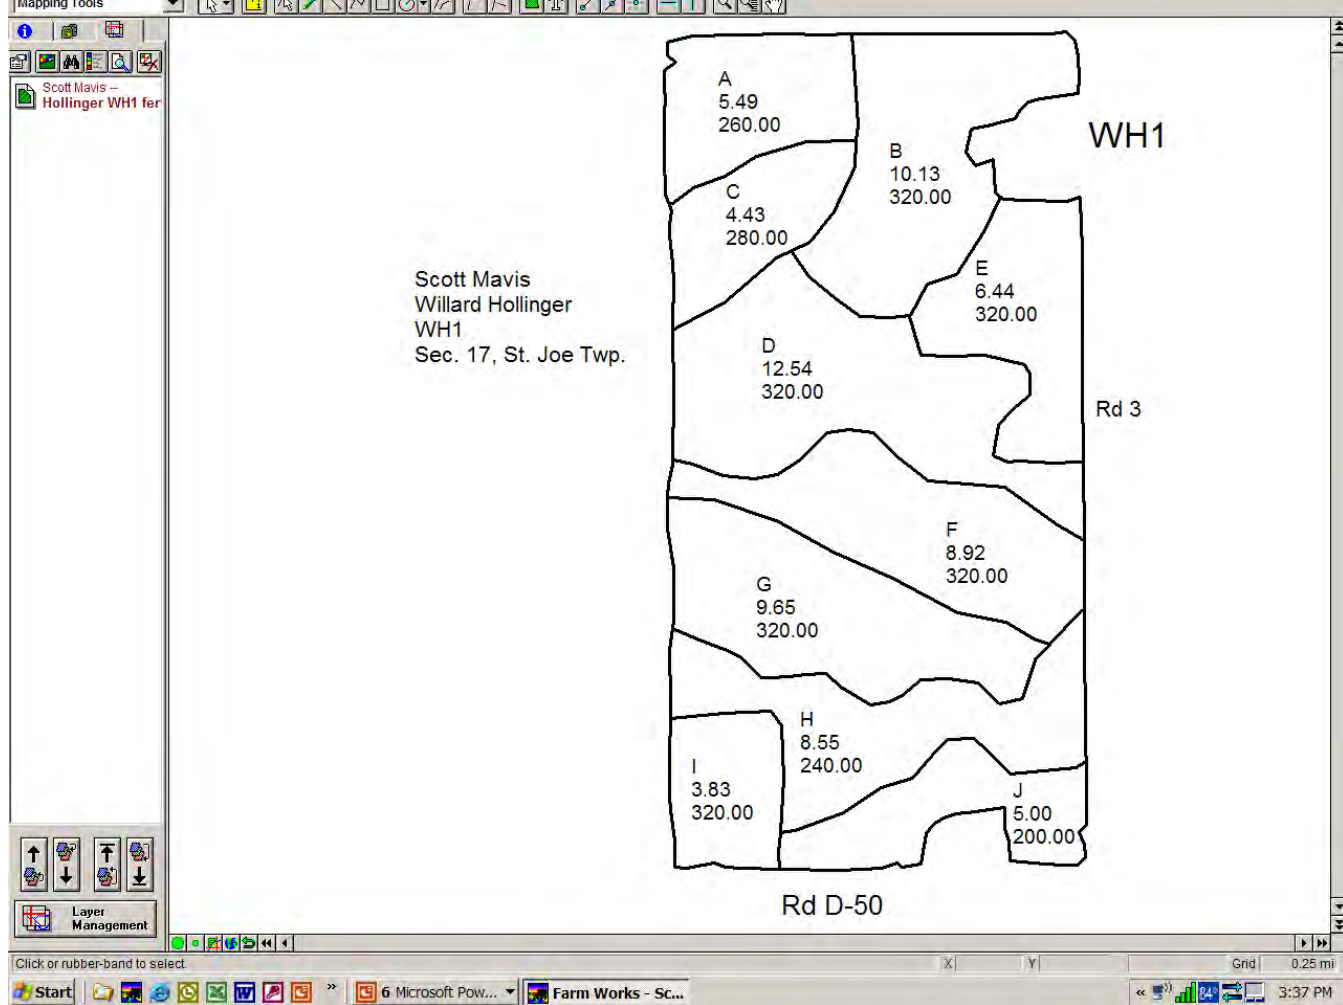 Mapping Tools
Scott Mavis --
Hollinger WH1 fer
A
5.49
260.00
B
10.13
320.00
WH1
C
4.43
280.00
E
6.44
320.00
Scott Mavis
Willard Hollinger
WH1
Sec. 17, St. Joe Twp.
D
12.54
320.00
Rd 3
F
8.92
320.00
G
9.65
320.00
H
8.55
240.00
I
3.83
320.00
J
5.00
200.00
Rd D-50
Layer
Management
Click or rubber-band to select.
X
Y
Grid
0.25 mi
Start
»
6 Microsoft Pow...
Farm Works - Sc...
«
3:37 PM